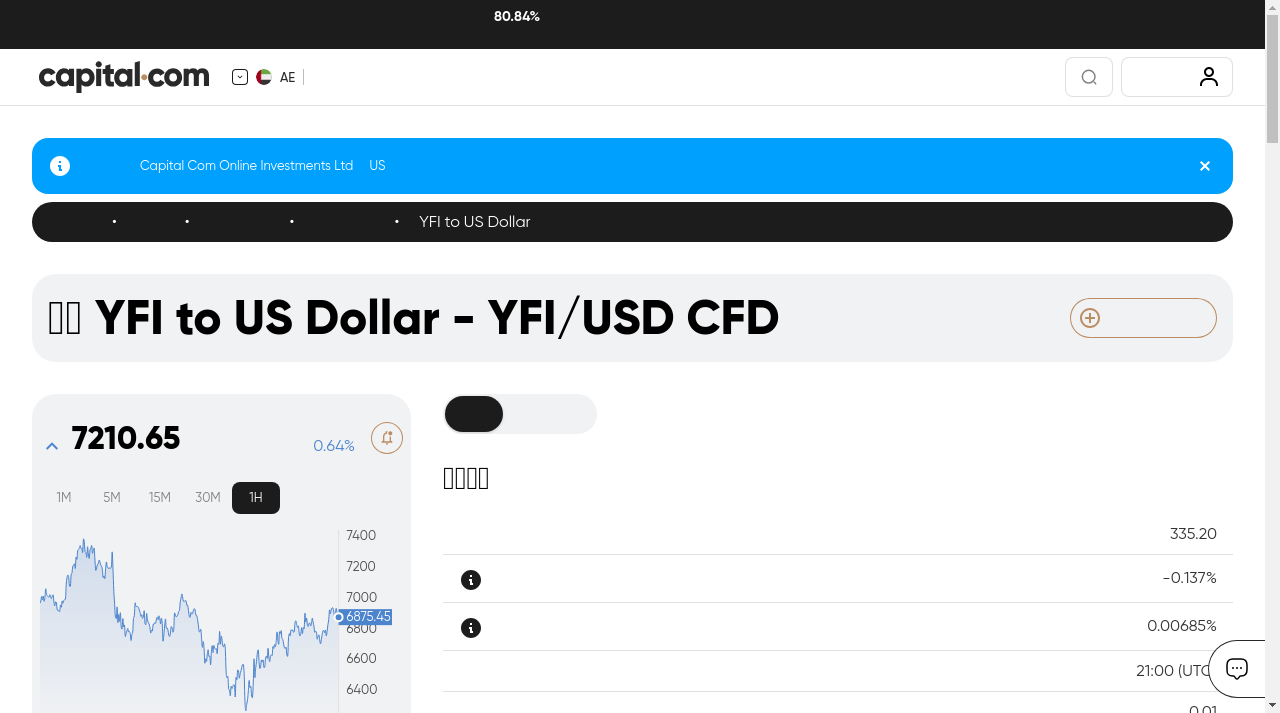 80.84%
capital.com
AE
Capital Com Online Investments Ltd US
YFI to US Dollar
YFI to US Dollar - YFI/USD CFD
7210.65
0.64%
1M 5M 15M 30M 1H
7400
7200
7000
6875.45
6800
6600
6400
335.20
-0.137%
0.00685%
21:00 (UTC
0.01